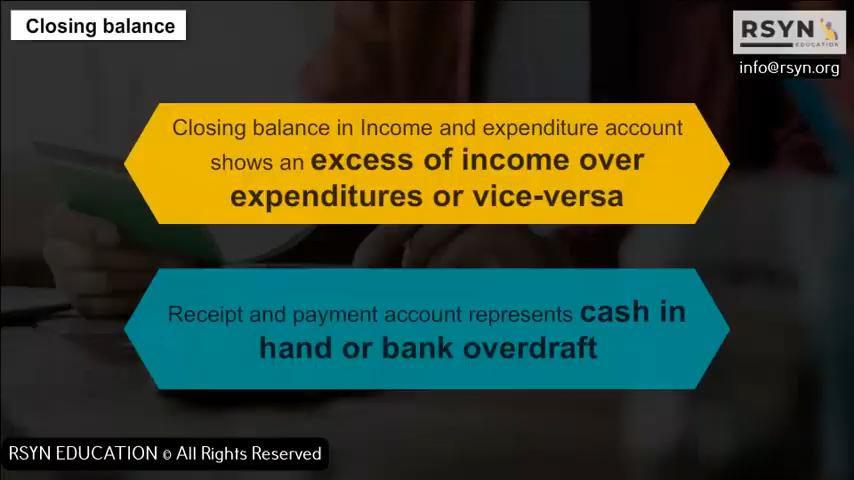 Closing balance
RSYN
EDUCATION
info@rsyn.org
Closing balance in Income and expenditure account
shows an excess of income over
expenditures or vice-versa
Receipt and payment account represents cash in
hand or bank overdraft
RSYN EDUCATION © All Rights Reserved